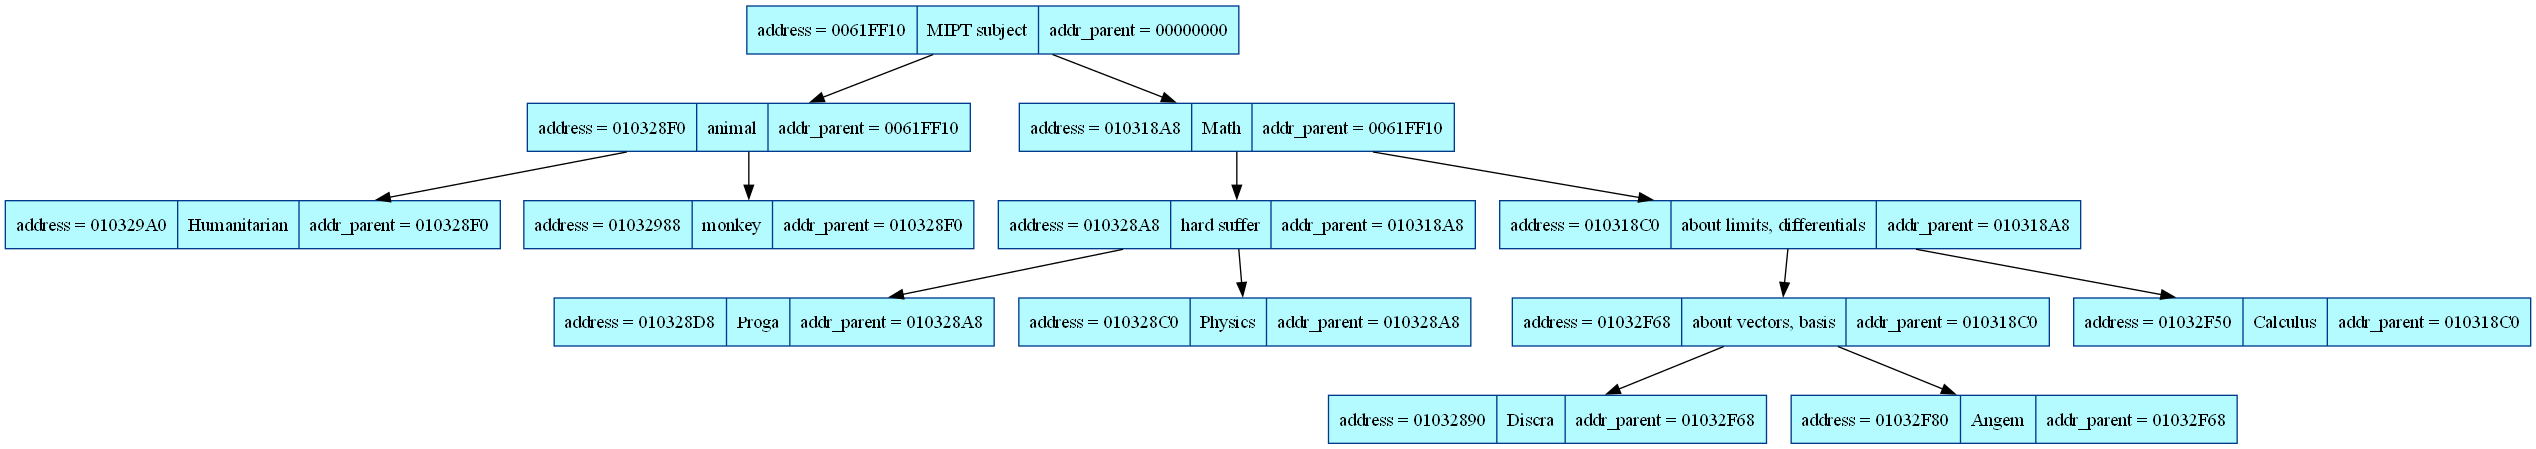 address = 0061FF10 MIPT subject addr_parent = 00000000
address = 010328F0 animal addr_parent = 0061FF10
address = 010318A8 Math addr_parent = 0061FF10
address = 010329A0 Humanitarian addr_parent = 010328F0
address = 01032988 monkey addr_parent = 010328F0
address = 010328A8 hard suffer addr_parent = 010318A8
address = 010318C0 about limits, differentials addr_parent = 010318A8
address = 010328D8 Proga addr_parent = 010328A8
address = 010328C0 Physics addr_parent = 010328A8
address = 01032F68 about vectors, basis addr_parent = 010318C0
address = 01032F50 Calculus addr_parent = 010318C0
address = 01032890 Discra addr_parent = 01032F68
address = 01032F80 Angem addr_parent = 01032F68